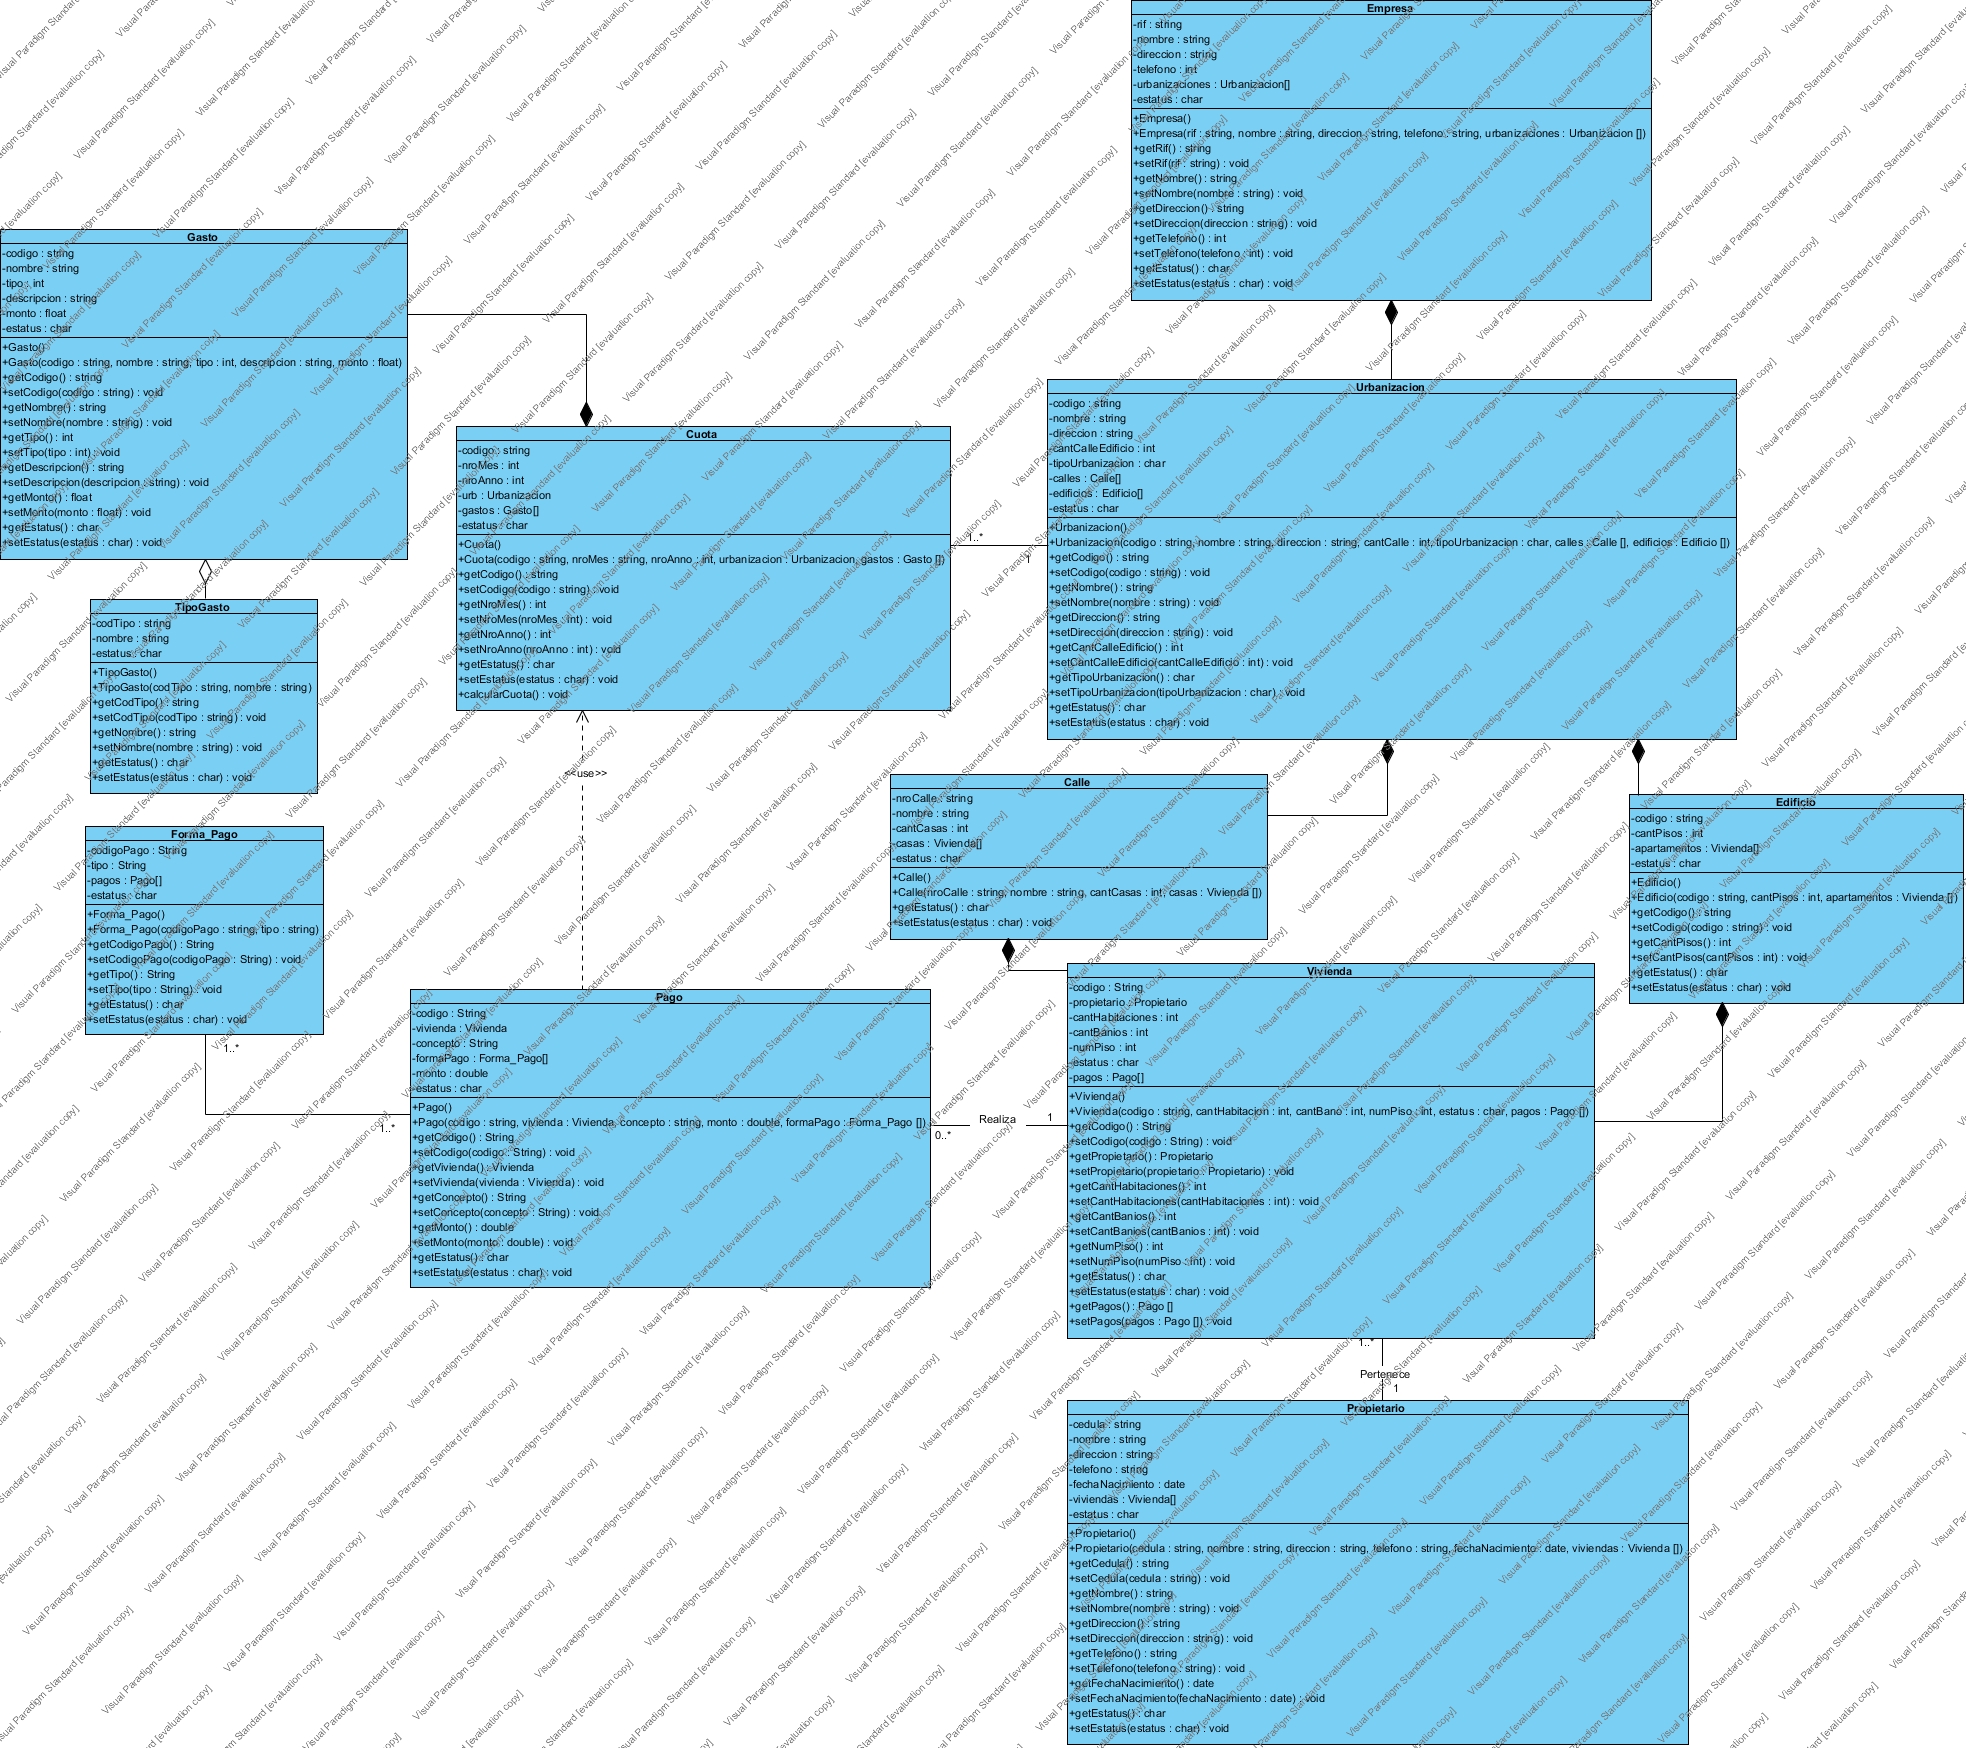 Empresa
-rif : string
-nombre : string
-direccion : string
-telefono : int
-urbanizaciones : Urbanizacion[]
-estatus : char
+Empresa()
+Empresa(rif : string, nombre : string, direccion : string, telefono : string, urbanizaciones : Urbanizacion [])
+getRif() : string
+setRif(rif : string) : void
+getNombre() : string
+setNombre(nombre : string) : void
+getDireccion() : string
+setDireccion(direccion : string) : void
+getTelefono() : int
+setTelefono(telefono : int) : void
+getEstatus() : char
+setEstatus(estatus : char) : void
Gasto
-codigo : string
-nombre : string
-tipo : int
-descripcion : string
-monto : float
-estatus : char
+Gasto()
+Gasto(codigo : string, nombre : string, tipo : int, descripcion : string, monto : float)
+getCodigo() : string
+setCodigo(codigo : string) : void
+getNombre() : string
+setNombre(nombre : string) : void
+getTipo() : int
+setTipo(tipo : int) : void
+getDescripcion() : string
+setDescripcion(descripcion : string) : void
+getMonto() : float
+setMonto(monto : float) : void
+getEstatus() : char
+setEstatus(estatus : char) : void
Cuota
-codigo : string
-nroMes : int
-nroAnno : int
-urb : Urbanizacion
-gastos : Gasto[]
-estatus : char
+Cuota()
+Cuota(codigo : string, nroMes : string, nroAnno : int, urbanizacion : Urbanizacion, gastos : Gasto [])
+getCodigo() : string
+setCodigo(codigo : string) : void
+getNroMes() : int
+setNroMes(nroMes : int) : void
+getNroAnno() : int
+setNroAnno(nroAnno : int) : void
+getEstatus() : char
+setEstatus(estatus : char) : void
+calcularCuota() : void
1..*
1
Urbanizacion
-codigo : string
-nombre : string
-direccion : string
-cantCalleEdificio : int
-tipoUrbanizacion : char
-calles : Calle[]
-edificios : Edificio[]
-estatus : char
+Urbanizacion()
+Urbanizacion(codigo : string, nombre : string, direccion : string, cantCalle : int, tipoUrbanizacion : char, calles : Calle [], edificios : Edificio [])
+getCodigo() : string
+setCodigo(codigo : string) : void
+getNombre() : string
+setNombre(nombre : string) : void
+getDireccion() : string
+setDireccion(direccion : string) : void
+getCantCalleEdificio() : int
+setCantCalleEdificio(cantCalleEdificio : int) : void
+getTipoUrbanizacion() : char
+setTipoUrbanizacion(tipoUrbanizacion : char) : void
+getEstatus() : char
+setEstatus(estatus : char) : void
TipoGasto
-codTipo : string
-nombre : string
-estatus : char
+TipoGasto()
+TipoGasto(codTipo : string, nombre : string)
+getCodTipo() : string
+setCodTipo(codTipo : string) : void
+getNombre() : string
+setNombre(nombre : string) : void
+getEstatus() : char
+setEstatus(estatus : char) : void
<<use>>
Calle
-nroCalle : string
-nombre : string
-cantCasas : int
-casas : Vivienda[]
-estatus : char
+Calle()
+Calle(nroCalle : string, nombre : string, cantCasas : int, casas : Vivienda [])
+getEstatus() : char
+setEstatus(estatus : char) : void
Edificio
-codigo : string
-cantPisos : int
-apartamentos : Vivienda[]
-estatus : char
+Edificio()
+Edificio(codigo : string, cantPisos : int, apartamentos : Vivienda [])
+getCodigo() : string
+setCodigo(codigo : string) : void
+getCantPisos() : int
+setCantPisos(cantPisos : int) : void
+getEstatus() : char
+setEstatus(estatus : char) : void
Forma_Pago
-codigoPago : String
-tipo : String
-pagos : Pago[]
-estatus : char
+Forma_Pago()
+Forma_Pago(codigoPago : string, tipo : string)
+getCodigoPago() : String
+setCodigoPago(codigoPago : String) : void
+getTipo() : String
+setTipo(tipo : String) : void
+getEstatus() : char
+setEstatus(estatus : char) : void
1..*
1..*
Pago
-codigo : String
-vivienda : Vivienda
-concepto : String
-formaPago : Forma_Pago[]
-monto : double
-estatus : char
+Pago()
+Pago(codigo : string, vivienda : Vivienda, concepto : string, monto : double, formaPago : Forma_Pago [])
+getCodigo() : String
+setCodigo(codigo : String) : void
+getVivienda() : Vivienda
+setVivienda(vivienda : Vivienda) : void
+getConcepto() : String
+setConcepto(concepto : String) : void
+getMonto() : double
+setMonto(monto : double) : void
+getEstatus() : char
+setEstatus(estatus : char) : void
0..*
Realiza
1
Vivienda
-codigo : String
-propietario : Propietario
-cantHabitaciones : int
-cantBanios : int
-numPiso : int
-estatus : char
-pagos : Pago[]
+Vivienda()
+Vivienda(codigo : string, cantHabitacion : int, cantBano : int, numPiso : int, estatus : char, pagos : Pago [])
+getCodigo() : String
+setCodigo(codigo : String) : void
+getPropietario() : Propietario
+setPropietario(propietario : Propietario) : void
+getCantHabitaciones() : int
+setCantHabitaciones(cantHabitaciones : int) : void
+getCantBanios() : int
+setCantBanios(cantBanios : int) : void
+getNumPiso() : int
+setNumPiso(numPiso : int) : void
+getEstatus() : char
+setEstatus(estatus : char) : void
+getPagos() : Pago []
+setPagos(pagos : Pago []) : void
1..*
Pertenece
1
Propietario
-cedula : string
-nombre : string
-direccion : string
-telefono : string
-fechaNacimiento : date
-viviendas : Vivienda[]
-estatus : char
+Propietario()
+Propietario(cedula : string, nombre : string, direccion : string, telefono : string, fechaNacimiento : date, viviendas : Vivienda [])
+getCedula() : string
+setCedula(cedula : string) : void
+getNombre() : string
+setNombre(nombre : string) : void
+getDireccion() : string
+setDireccion(direccion : string) : void
+getTelefono() : string
+setTelefono(telefono : string) : void
+getFechaNacimiento() : date
+setFechaNacimiento(fechaNacimiento : date) : void
+getEstatus() : char
+setEstatus(estatus : char) : void
Visual Paradigm Standard [evaluation copy]